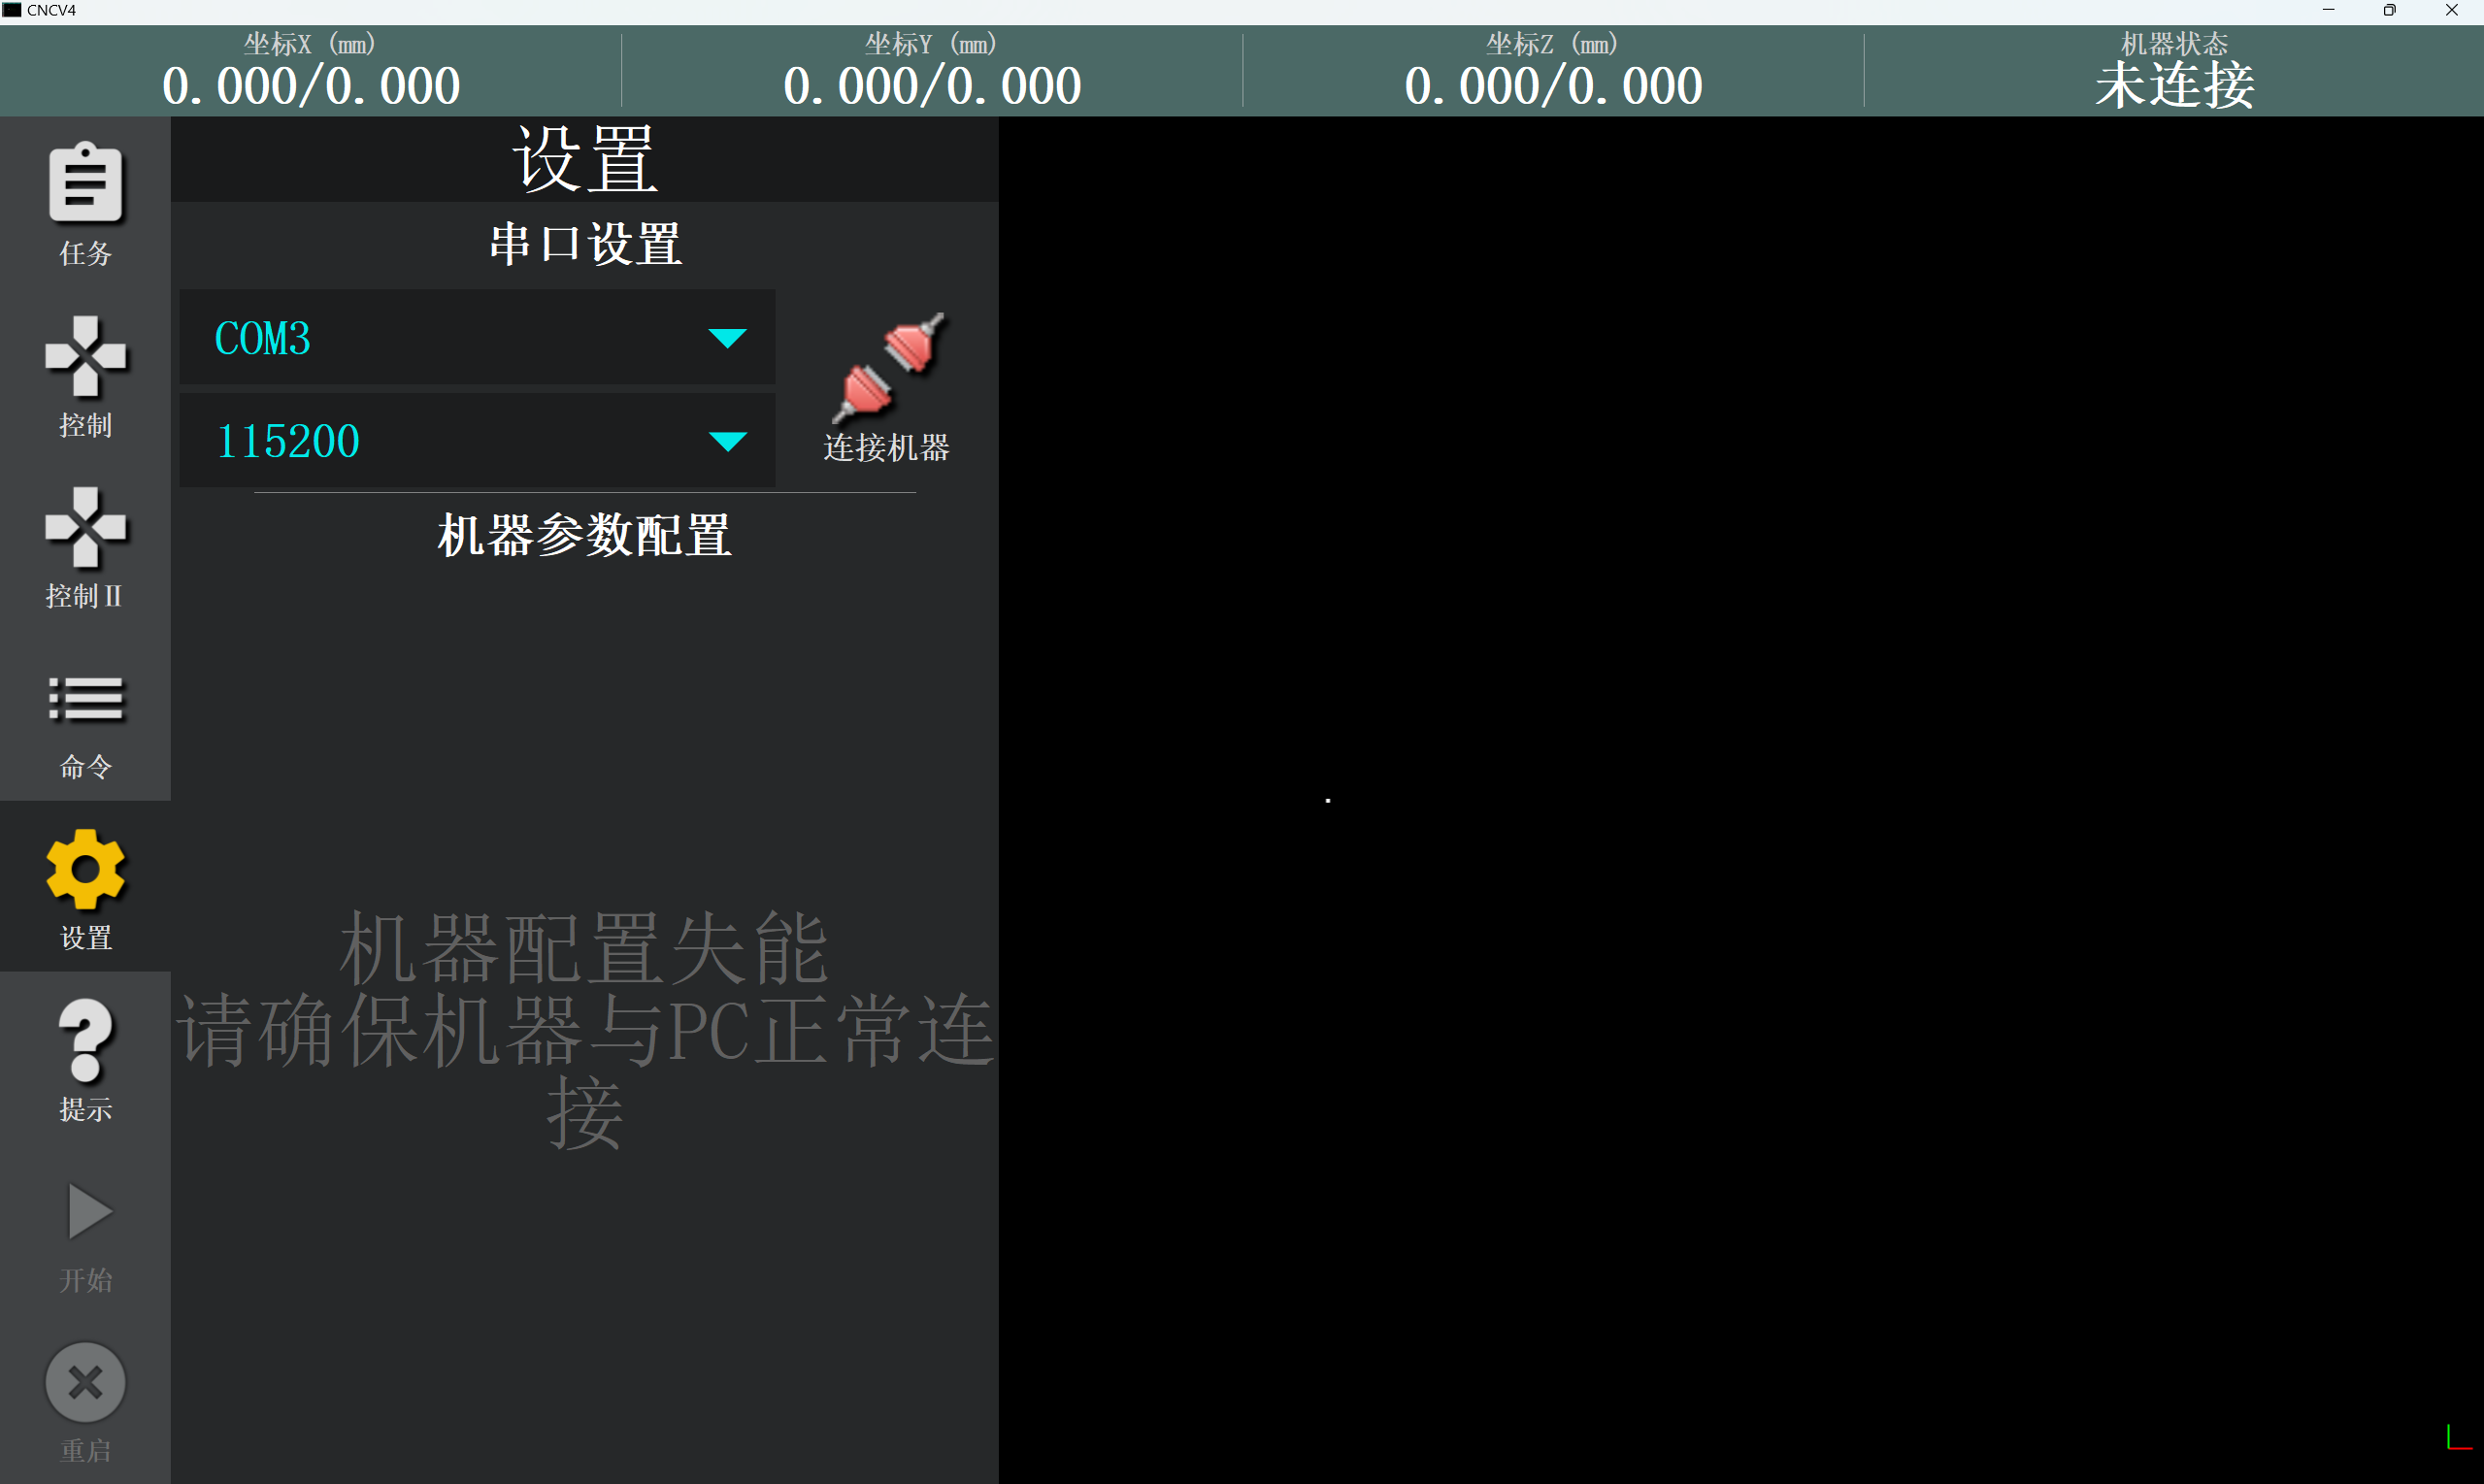 CNCV4
坐标X (mm)
0.000/0.000
坐标Y (mm)
0.000/0.000
坐标Z (mm)
0.000/0.000
机器状态
未连接
任务
控制
控制Ⅱ
命令
设置
提示
开始
重启
设置
串口设置
COM3
115200
连接机器
机器参数配置
机器配置失能
请确保机器与PC正常连
接